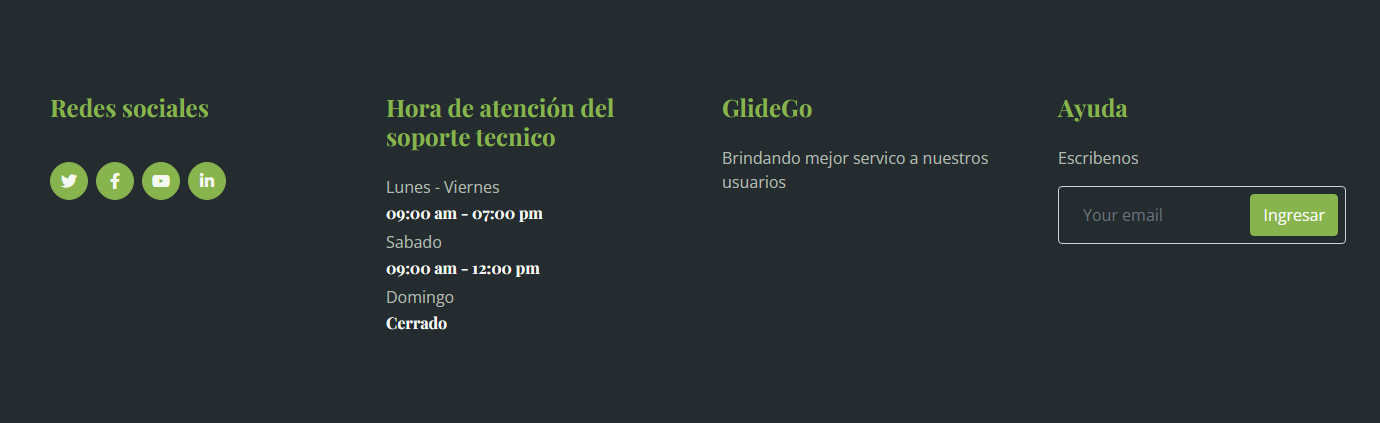 Redes sociales
Hora de atención del
soporte tecnico
Lunes - Viernes
09:00 am - 07:00 pm
Sabado
09:00 am - 12:00 pm
Domingo
Cerrado
GlideGo
Brindando mejor servico a nuestros
usuarios
Ayuda
Escribenos
Your email
Ingresar